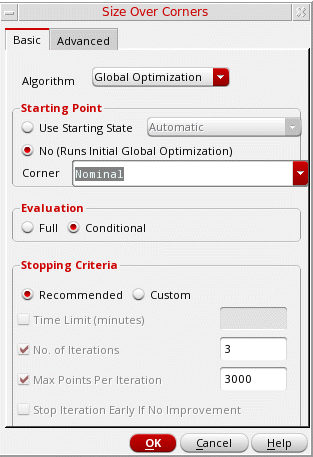 Size Over Corners
Basic Advanced
Algorithm Global Optimization
Starting Point
Use Starting State Automatic
No (Runs Initial Global Optimization)
Corner Nominal
Evaluation
Full Conditional
Stopping Criteria
Recommended Custom
Time Limit (minutes)
No. of Iterations 3
Max Points Per Iteration 3000
Stop Iteration Early If No Improvement
OK Cancel Help